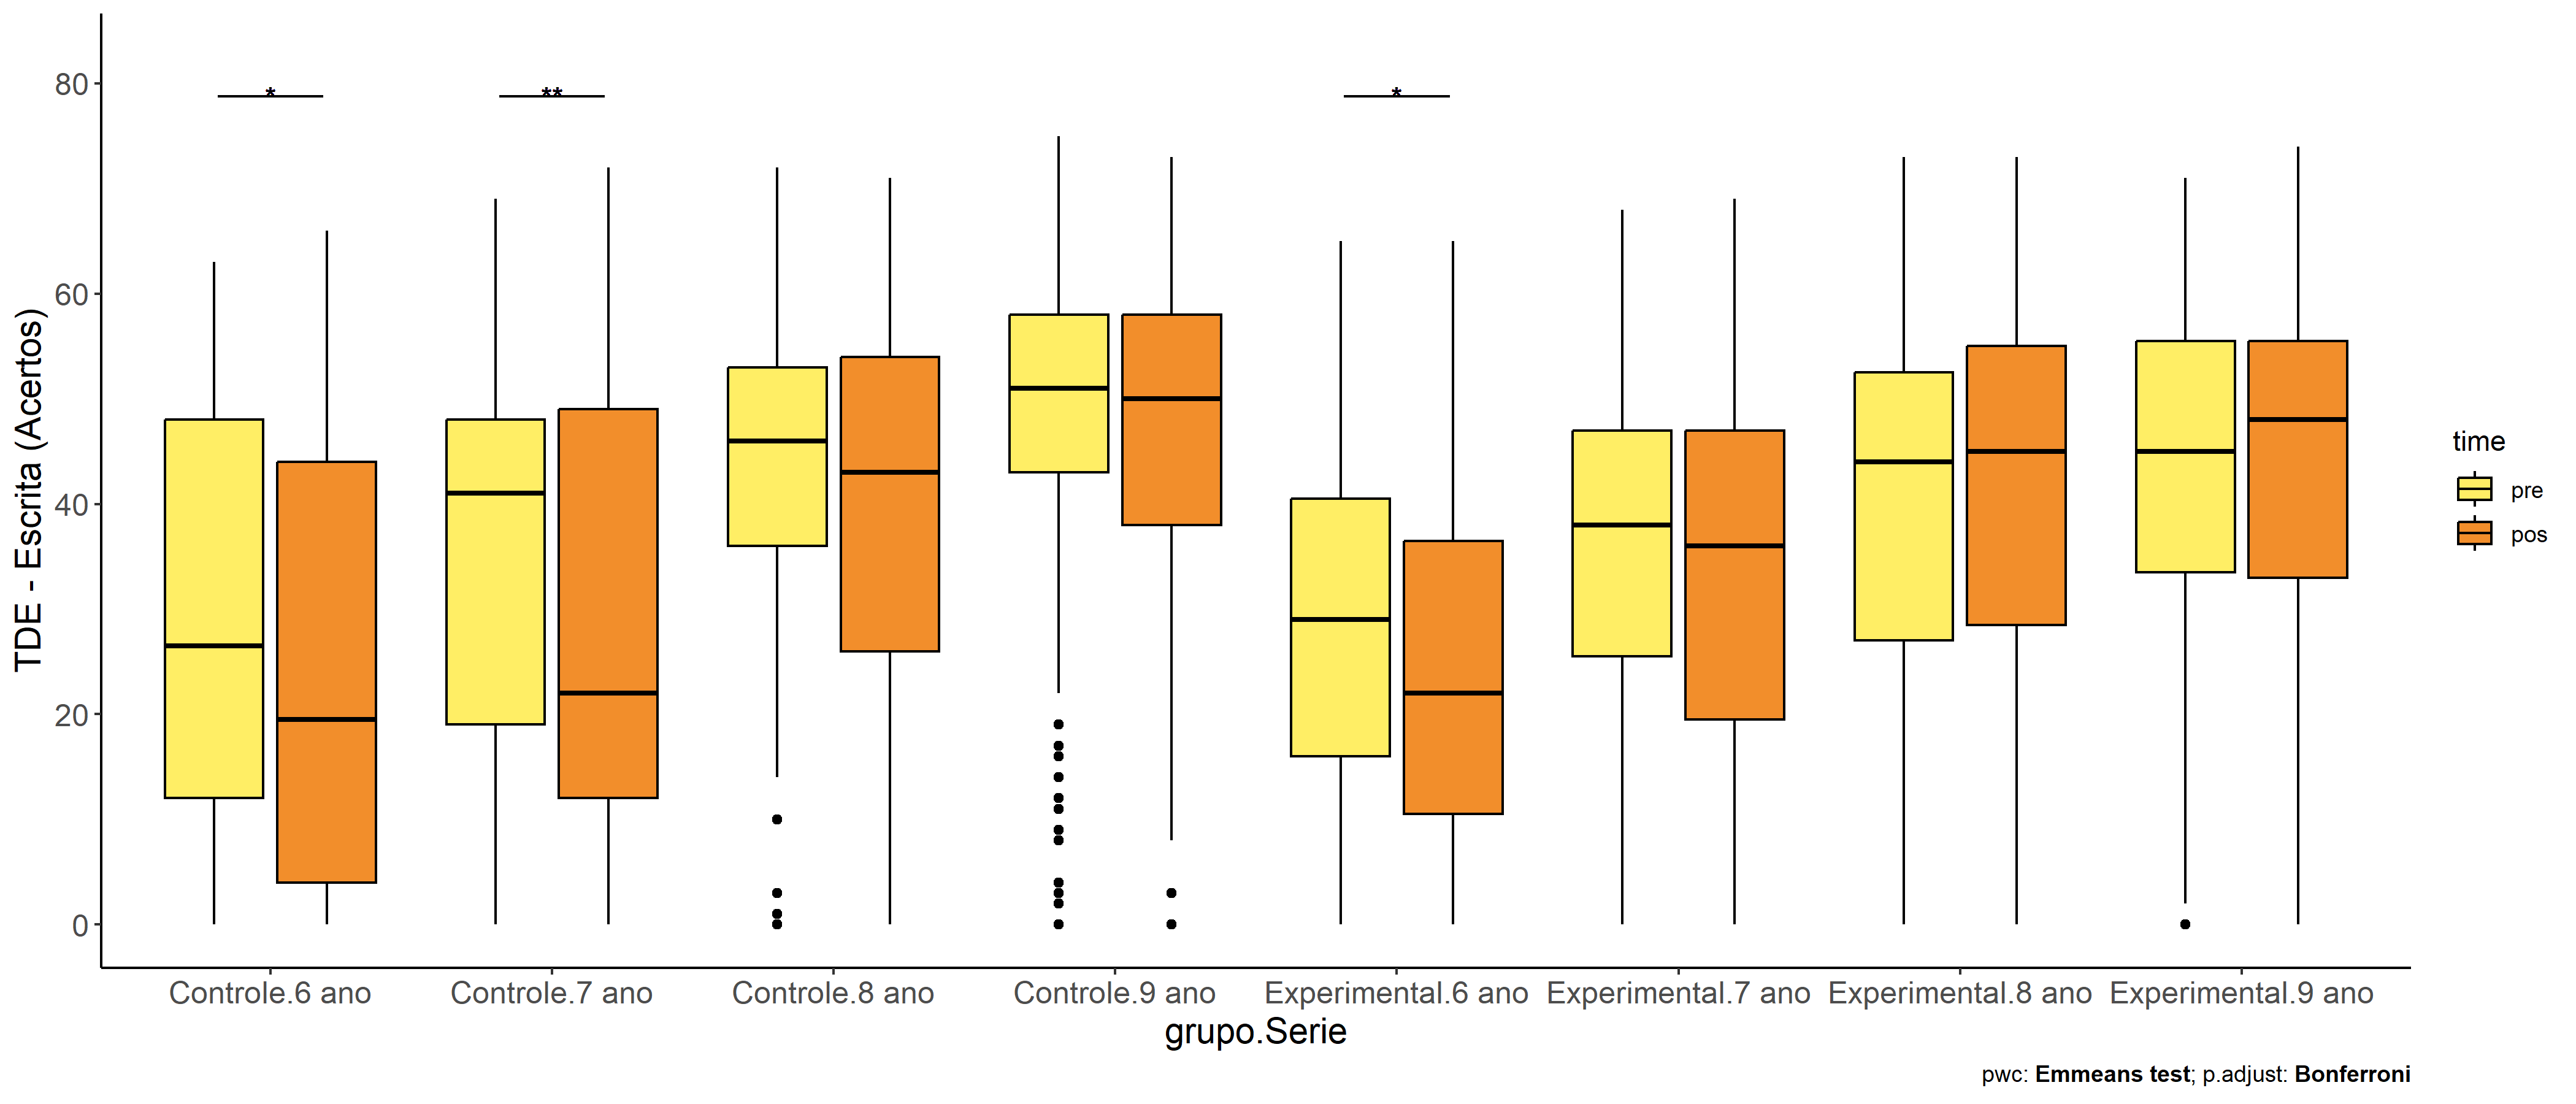 TDE - Escrita (Acertos)
80
60
40
20
0
*
**
*
Controle.6 ano
Controle.7 ano
Controle.8 ano
Controle.9 ano
Experimental.6 ano
Experimental.7 ano
Experimental.8 ano
Experimental.9 ano
grupo.Serie
time
pre
pos
pwc: Emmeans test; p.adjust: Bonferroni